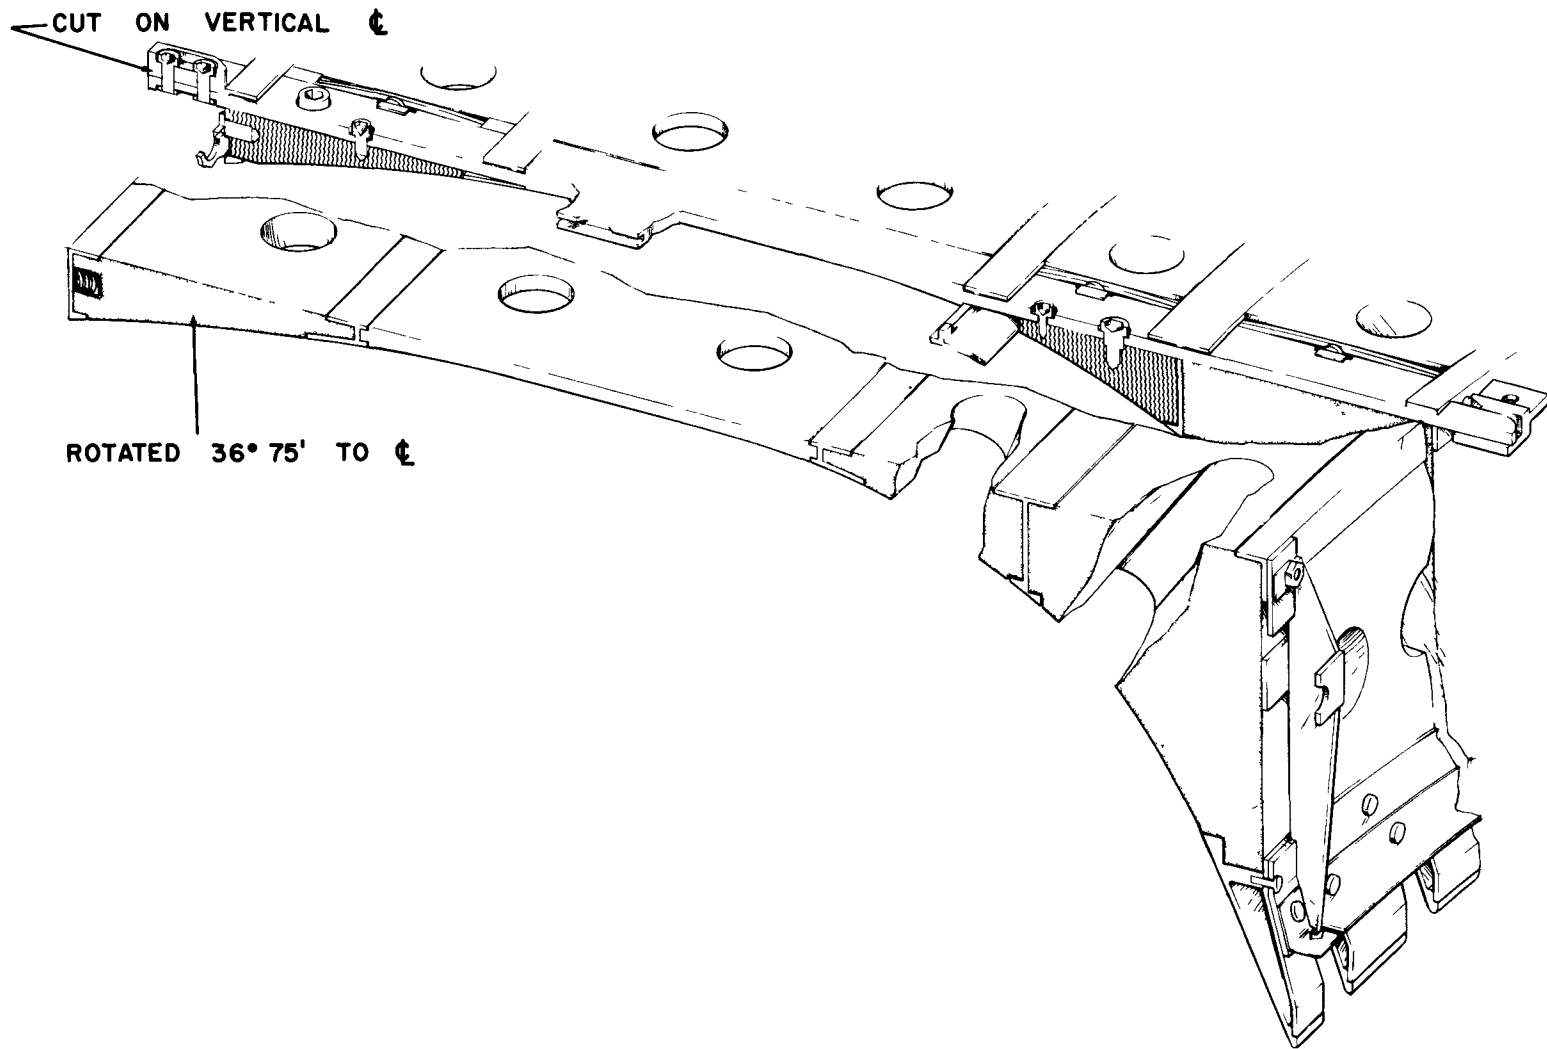 CUT ON VERTICAL ℄
ROTATED 36° 75' TO ℄